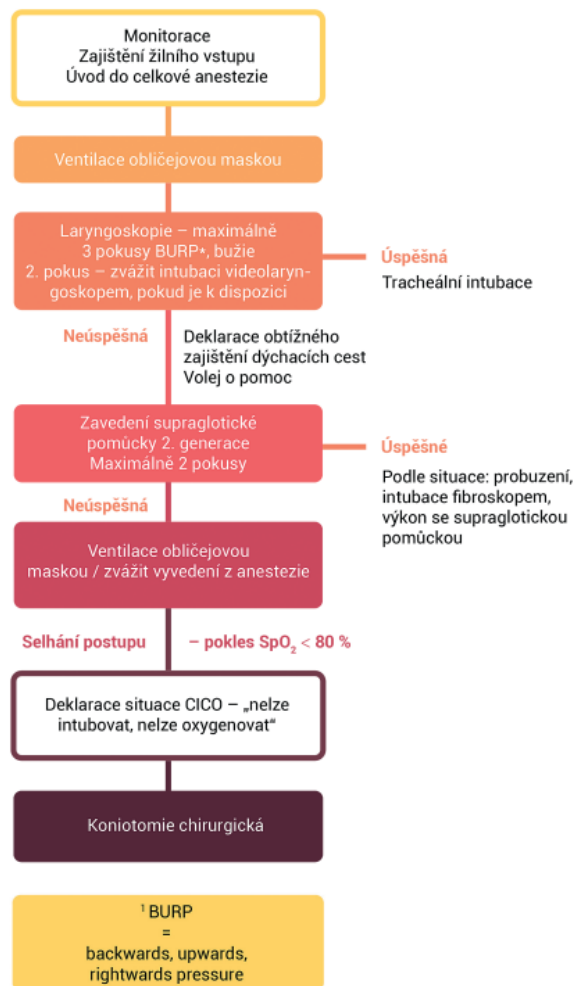 Monitorace
Zajištění žilního vstupu
Úvod do celkové anestezie
Ventilace obličejovou maskou
Laryngoskopie – maximálně
3 pokusy BURP*, bužie
2. pokus – zvážit intubaci videolaryn-
goskopem, pokud je k dispozici
Úspěšná
Tracheální intubace
Neúspěšná
Deklarace obtížného
zajištění dýchacích cest
Volej o pomoc
Zavedení supraglotické
pomůcky 2. generace
Maximálně 2 pokusy
Úspěšné
Podle situace: probuzení,
intubace fibroskopem,
výkon se supraglotickou
pomůckou
Neúspěšná
Ventilace obličejovou
maskou / zvážit vyvedení z anestezie
Selhání postupu – pokles SpO₂ < 80 %
Deklarace situace CICO – „nelze
intubovat, nelze oxygenovat“
Koniotomie chirurgická
¹ BURP
=
backwards, upwards,
rightwards pressure